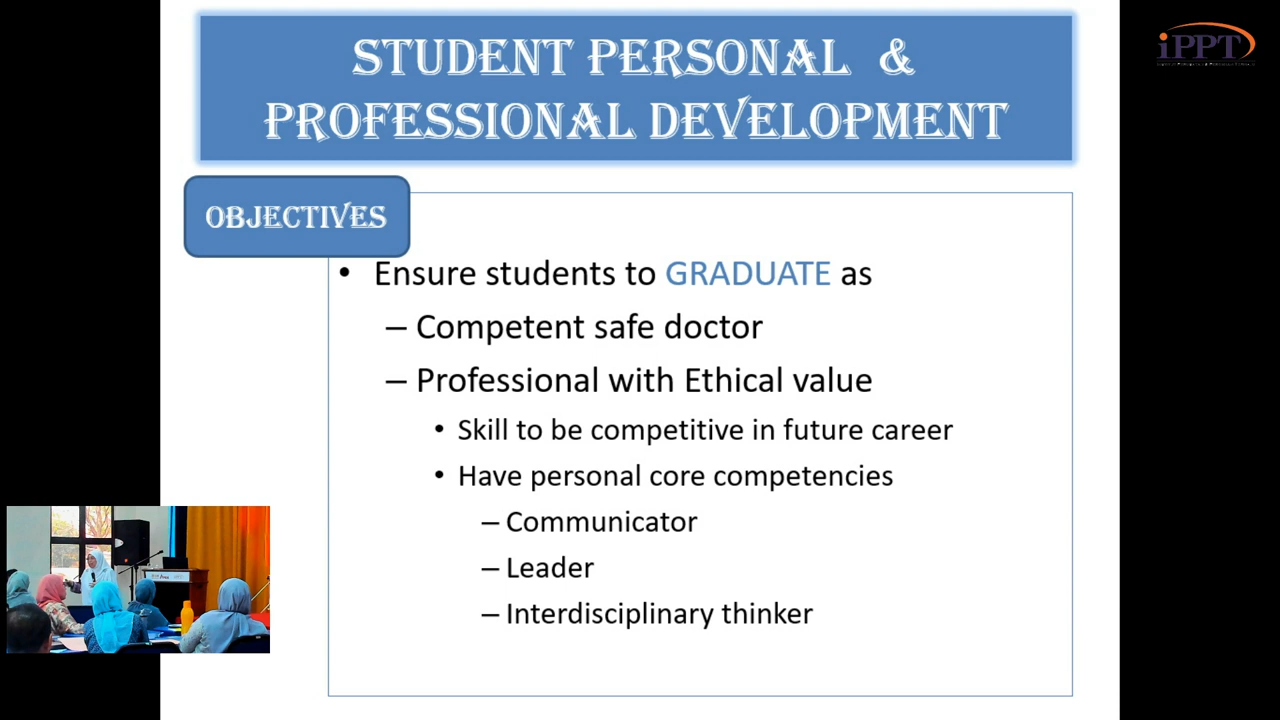 STUDENT PERSONAL &
PROFESSIONAL DEVELOPMENT
iPPT
OBJECTIVES
• Ensure students to GRADUATE as
– Competent safe doctor
– Professional with Ethical value
• Skill to be competitive in future career
• Have personal core competencies
– Communicator
– Leader
– Interdisciplinary thinker